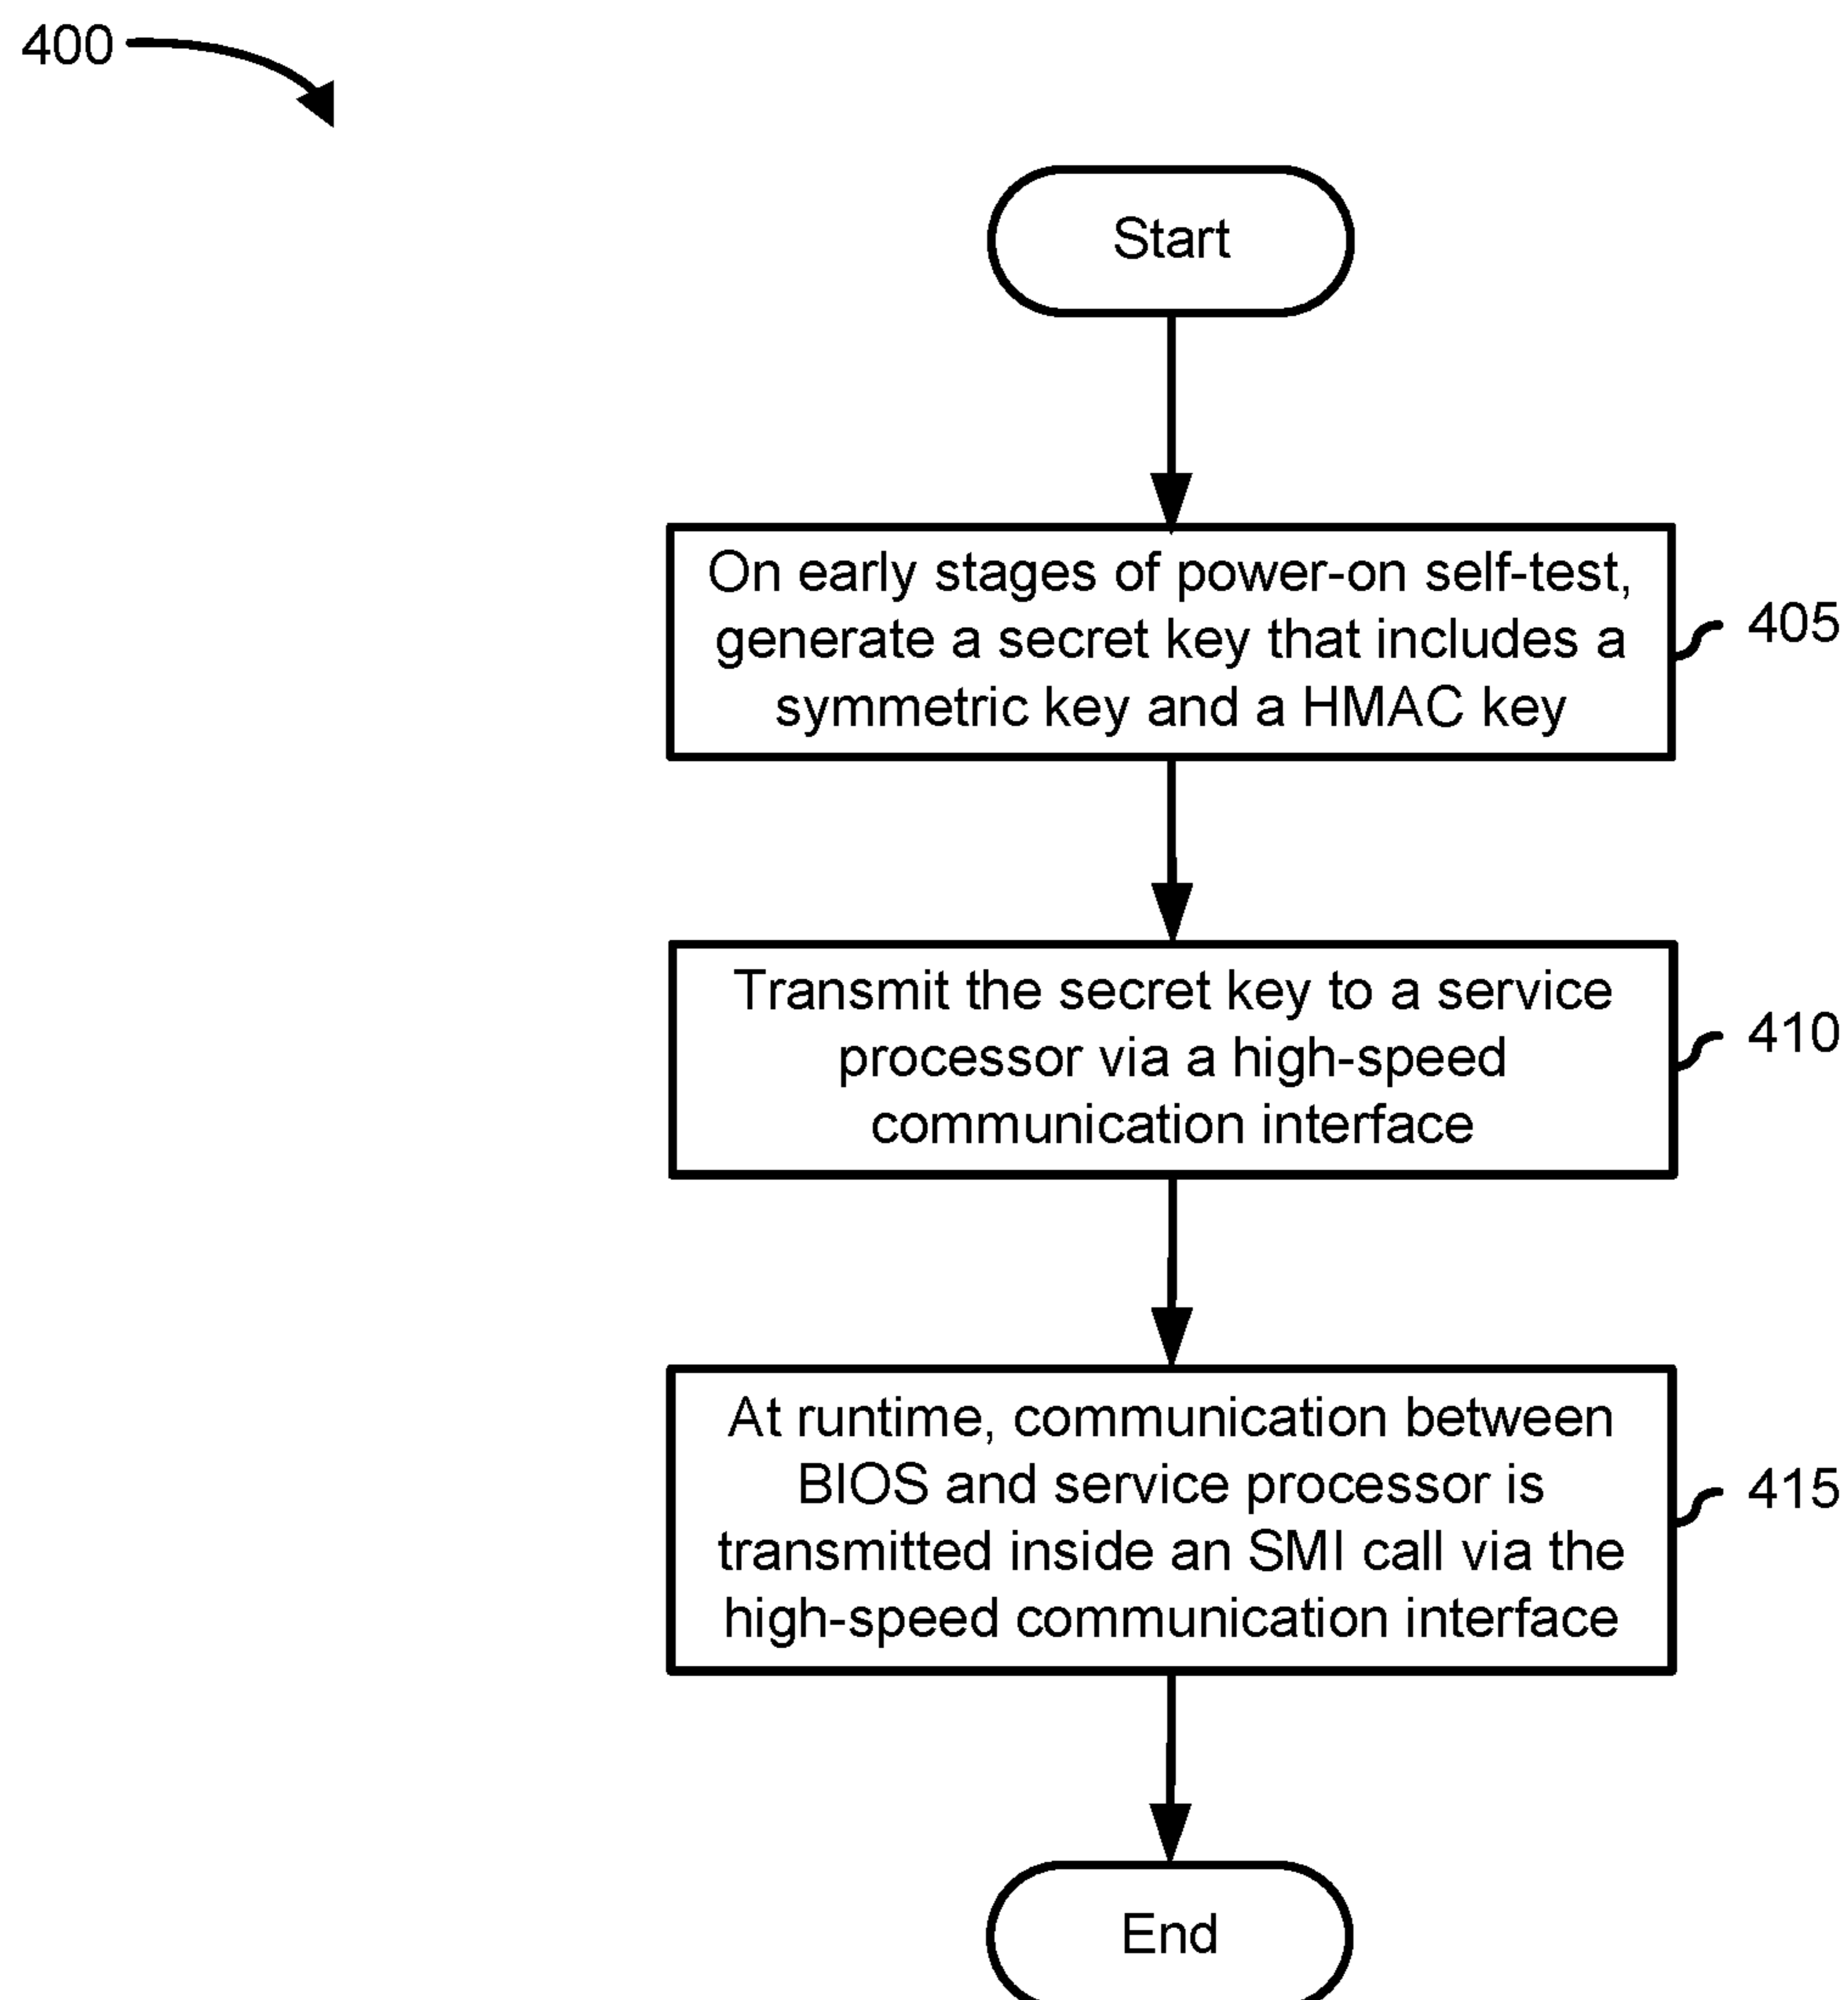 400
Start
On early stages of power-on self-test,
generate a secret key that includes a
symmetric key and a HMAC key
405
Transmit the secret key to a service
processor via a high-speed
communication interface
410
At runtime, communication between
BIOS and service processor is
transmitted inside an SMI call via the
high-speed communication interface
415
End